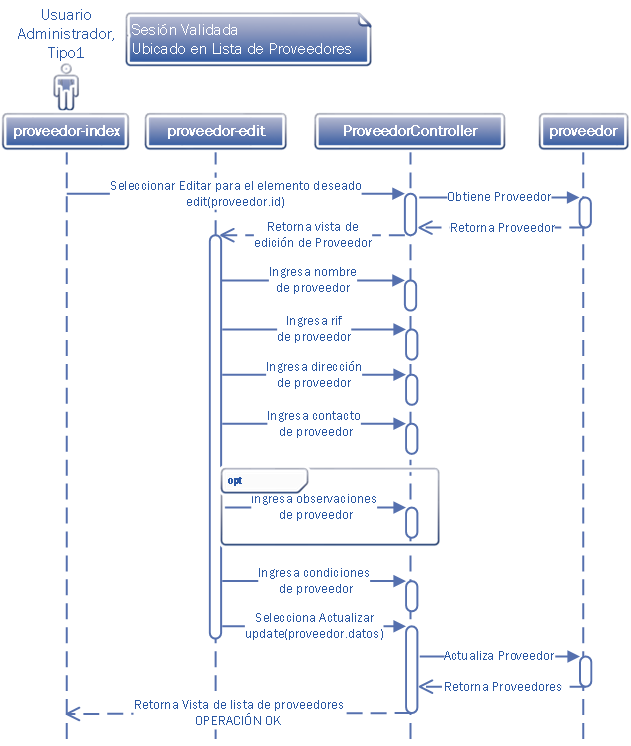 Usuario
Administrador,
Tipo1
Sesión Validada
Ubicado en Lista de Proveedores
proveedor-index
proveedor-edit
ProveedorController
proveedor
Seleccionar Editar para el elemento deseado
edit(proveedor.id)
Obtiene Proveedor
Retorna Proveedor
Retorna vista de
edición de Proveedor
Ingresa nombre
de proveedor
Ingresa rif
de proveedor
Ingresa dirección
de proveedor
Ingresa contacto
de proveedor
opt
Ingresa observaciones
de proveedor
Ingresa condiciones
de proveedor
Selecciona Actualizar
update(proveedor.datos)
Actualiza Proveedor
Retorna Proveedores
Retorna Vista de lista de proveedores
OPERACIÓN OK